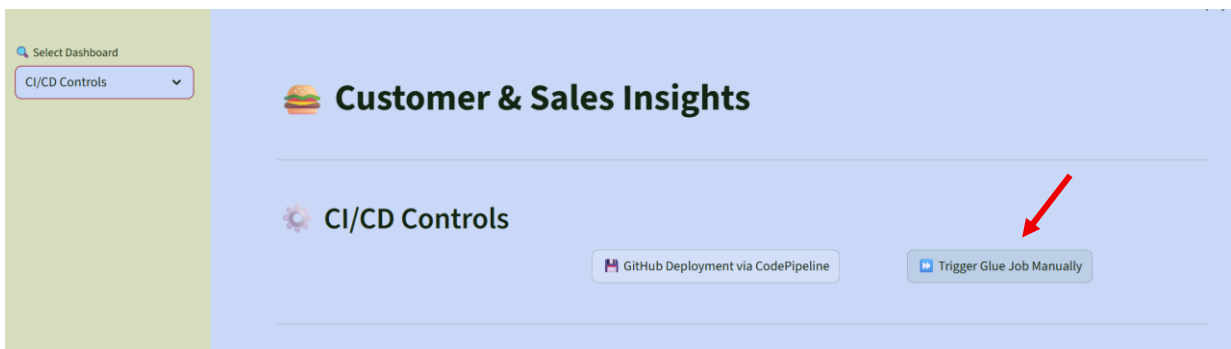 Select Dashboard
CI/CD Controls
Customer & Sales Insights
CI/CD Controls
GitHub Deployment via CodePipeline
Trigger Glue Job Manually